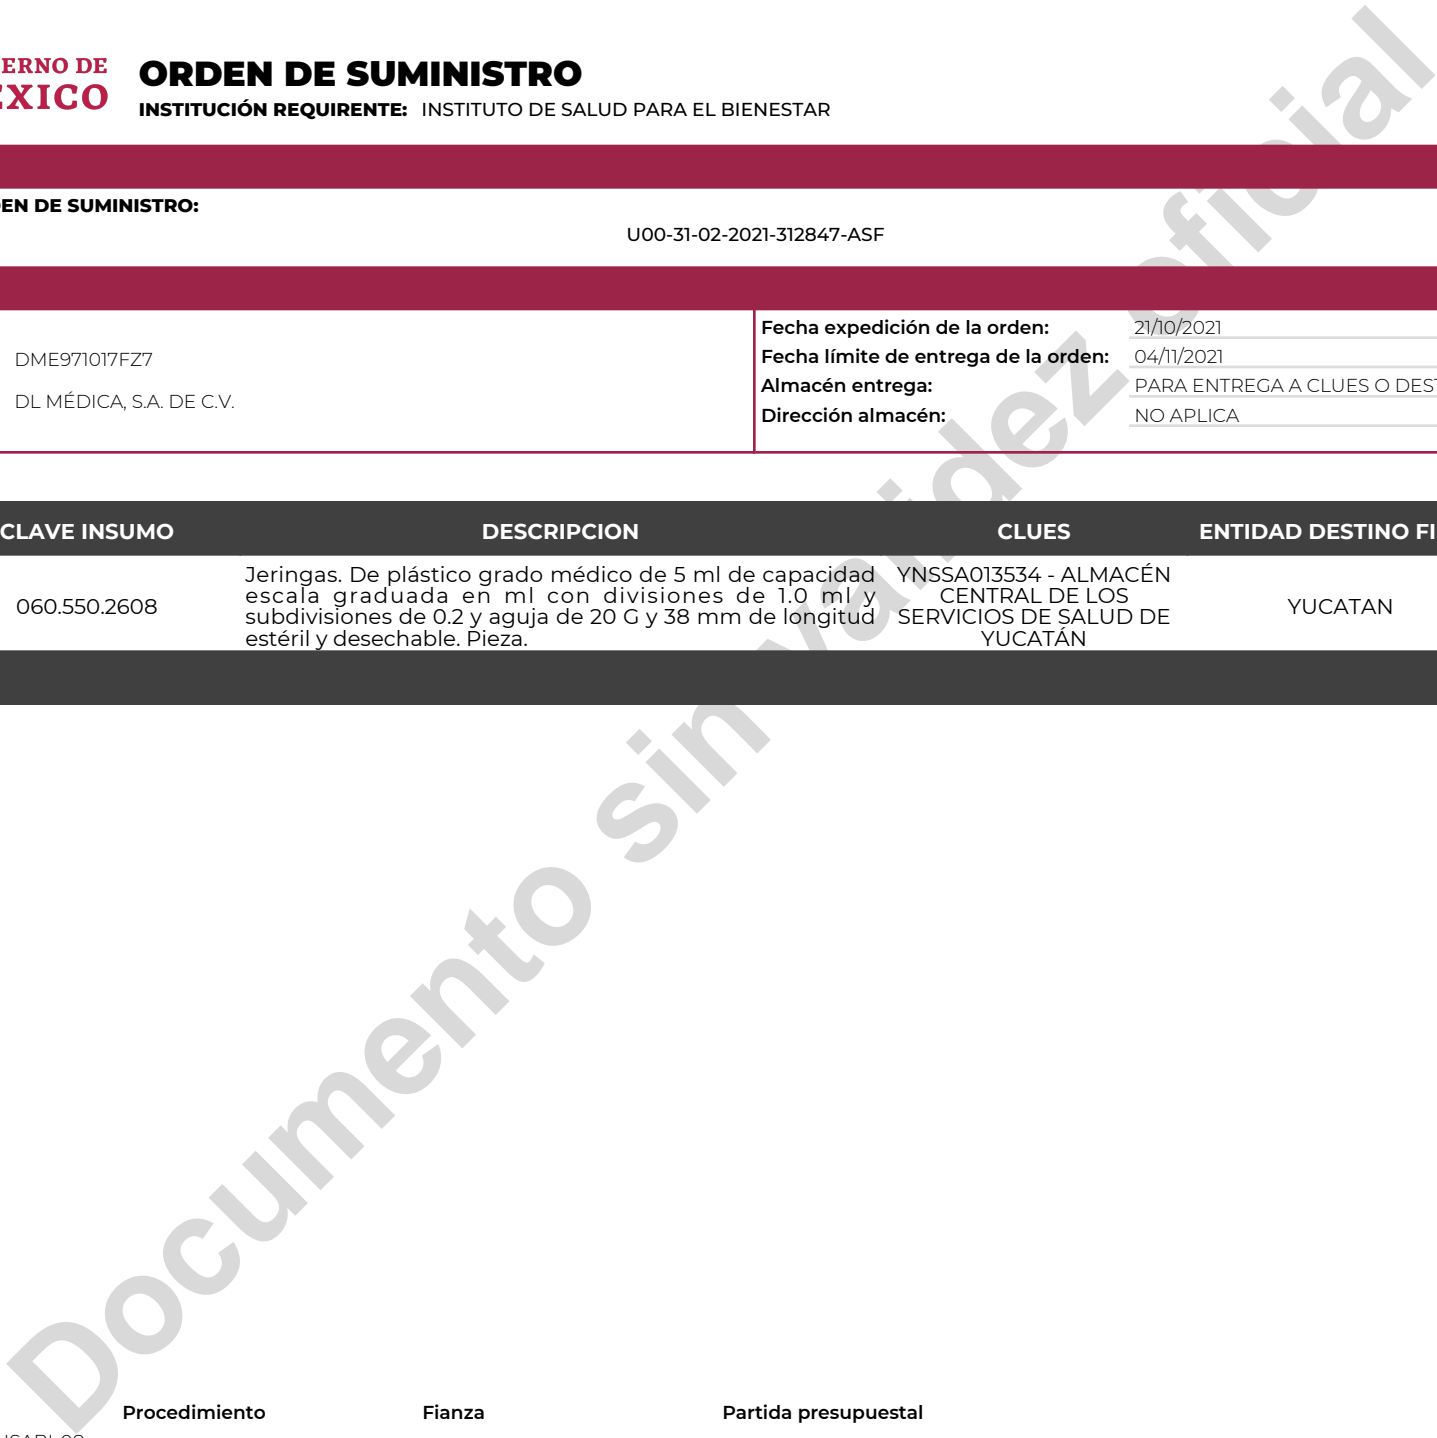 ERNO DE
ÉXICO
ORDEN DE SUMINISTRO
INSTITUCIÓN REQUIRENTE: INSTITUTO DE SALUD PARA EL BIENESTAR
EN DE SUMINISTRO:
U00-31-02-2021-312847-ASF
DME971017FZ7
DL MÉDICA, S.A. DE C.V.
Fecha expedición de la orden: 21/10/2021
Fecha límite de entrega de la orden: 04/11/2021
Almacén entrega: PARA ENTREGA A CLUES O DEST
Dirección almacén: NO APLICA
CLAVE INSUMO DESCRIPCION CLUES ENTIDAD DESTINO FI
060.550.2608
Jeringas. De plástico grado médico de 5 ml de capacidad
escala graduada en ml con divisiones de 1.0 ml y
subdivisiones de 0.2 y aguja de 20 G y 38 mm de longitud
estéril y desechable. Pieza.
YNSSA013534 - ALMACÉN
CENTRAL DE LOS
SERVICIOS DE SALUD DE
YUCATÁN
YUCATAN
Documento sin validez oficial
Procedimiento Fianza Partida presupuestal